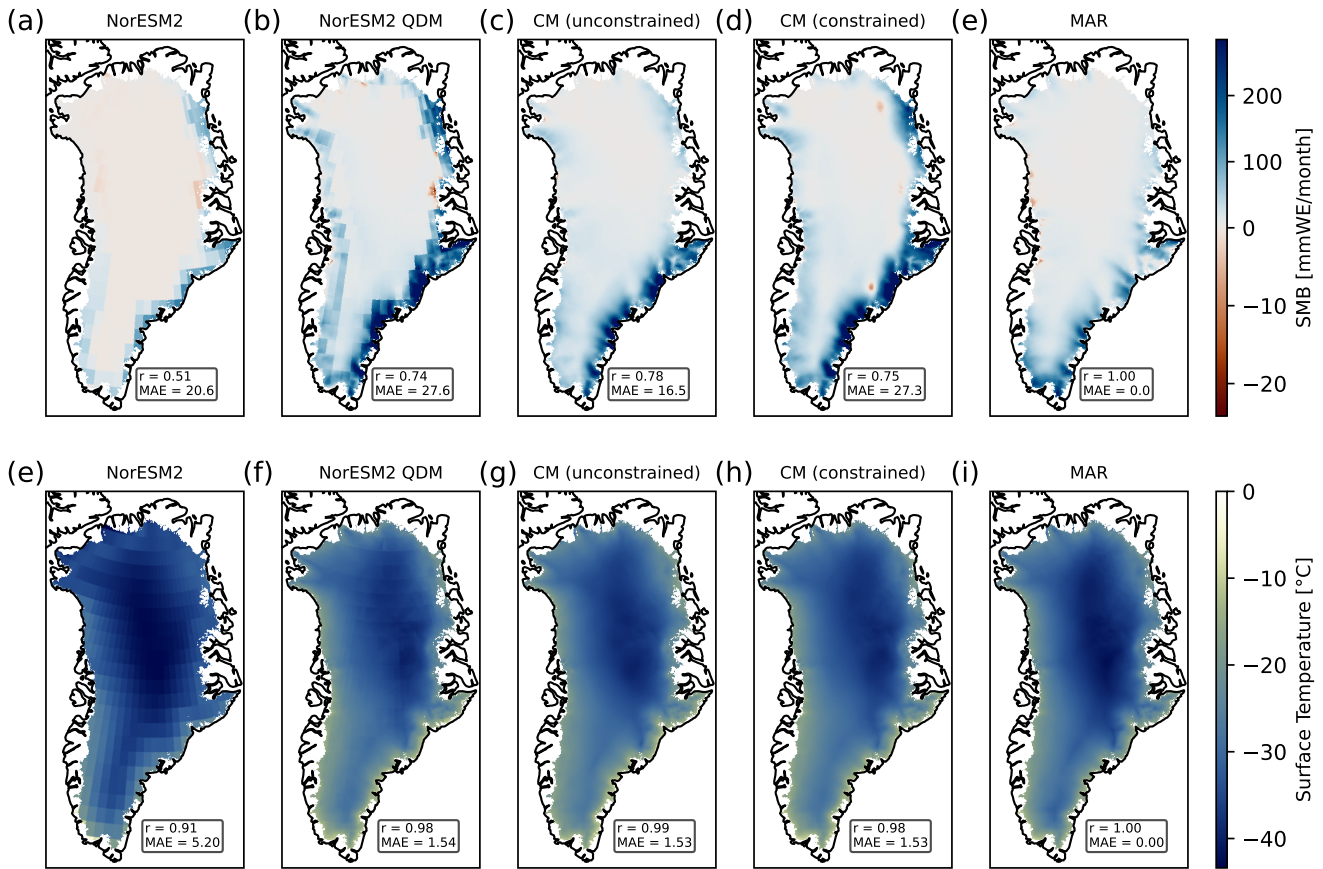 (a) NorESM2
(b) NorESM2 QDM
(c) CM (unconstrained)
(d) CM (constrained)
(e) MAR
r = 0.51
MAE = 20.6
r = 0.74
MAE = 27.6
r = 0.78
MAE = 16.5
r = 0.75
MAE = 27.3
r = 1.00
MAE = 0.0
200
100
0
−10
−20
SMB [mmWE/month]
(e) NorESM2
(f) NorESM2 QDM
(g) CM (unconstrained)
(h) CM (constrained)
(i) MAR
r = 0.91
MAE = 5.20
r = 0.98
MAE = 1.54
r = 0.99
MAE = 1.53
r = 0.98
MAE = 1.53
r = 1.00
MAE = 0.00
0
−10
−20
−30
−40
Surface Temperature [°C]